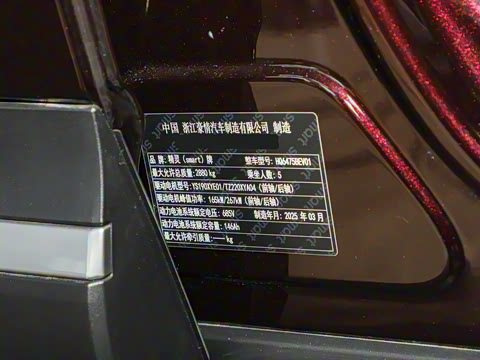 中国 浙江豪情汽车制造有限公司 制造
品 牌：精灵（smart）牌 整车型号：HQ6475BEV01
最大允许总质量：2880 kg 乘坐人数：5
驱动电机型号：YS190XYE01/TZ220XYA04（前轴/后轴）
驱动电机峰值功率：165kW/267kW（前轴/后轴）
动力电池系统额定电压：685V 制造年月：2025 年 03 月
动力电池系统额定容量：146Ah
最大允许牵引质量：—— kg